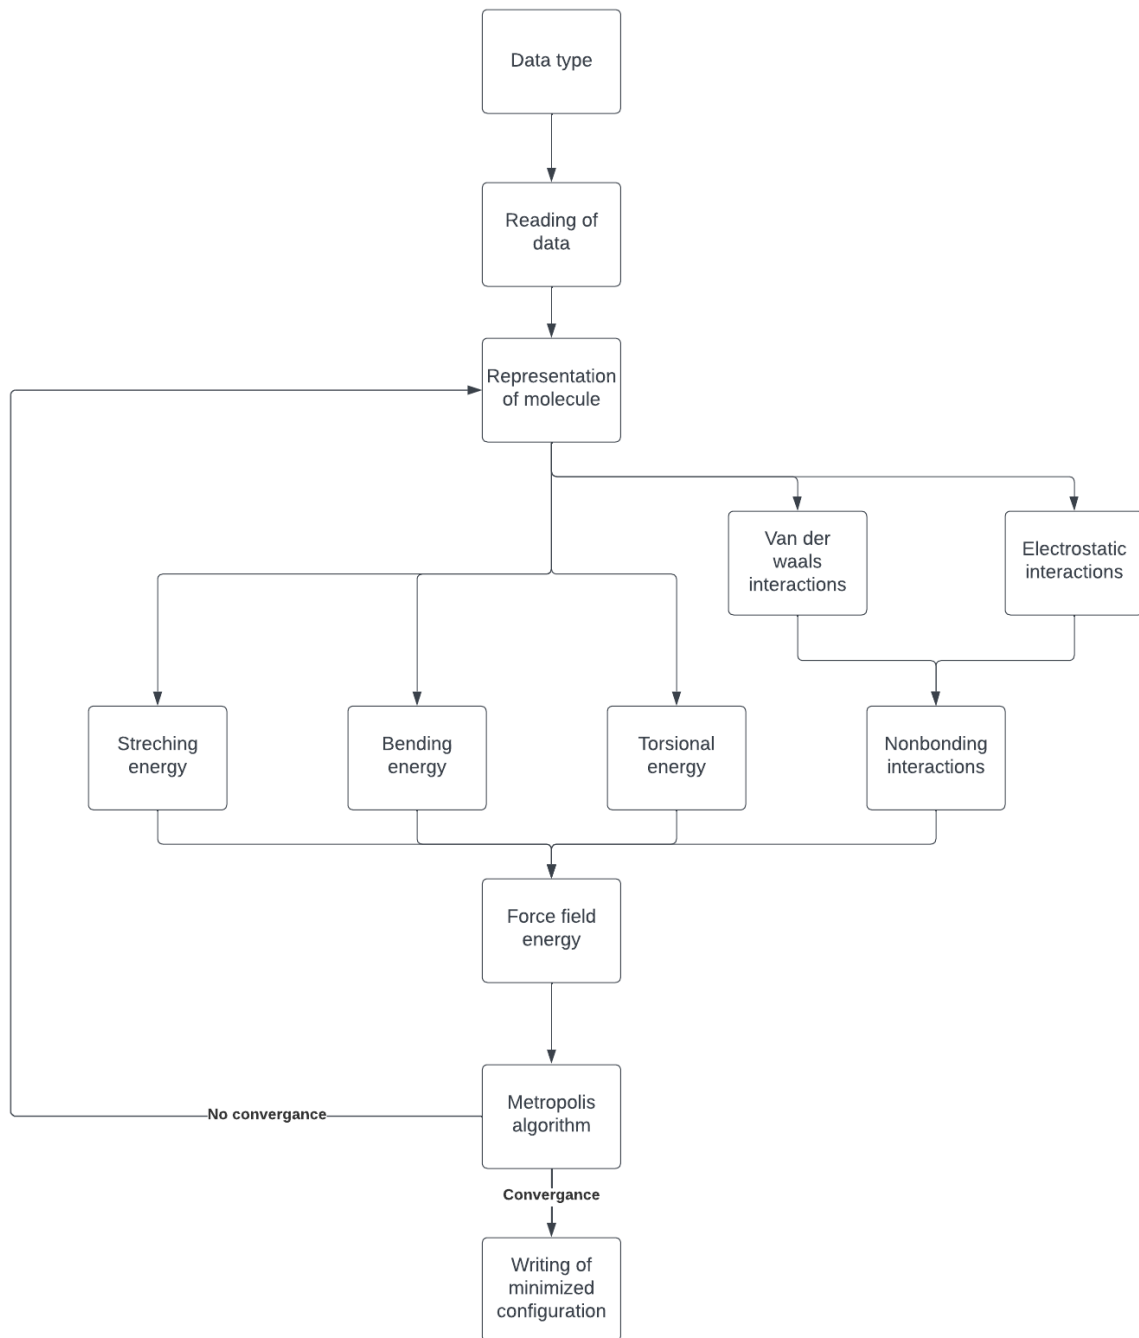 Data type
Reading of
data
Representation
of molecule
Van der
waals
interactions
Electrostatic
interactions
Streching
energy
Bending
energy
Torsional
energy
Nonbonding
interactions
Force field
energy
Metropolis
algorithm
No convergance
Convergance
Writing of
minimized
configuration